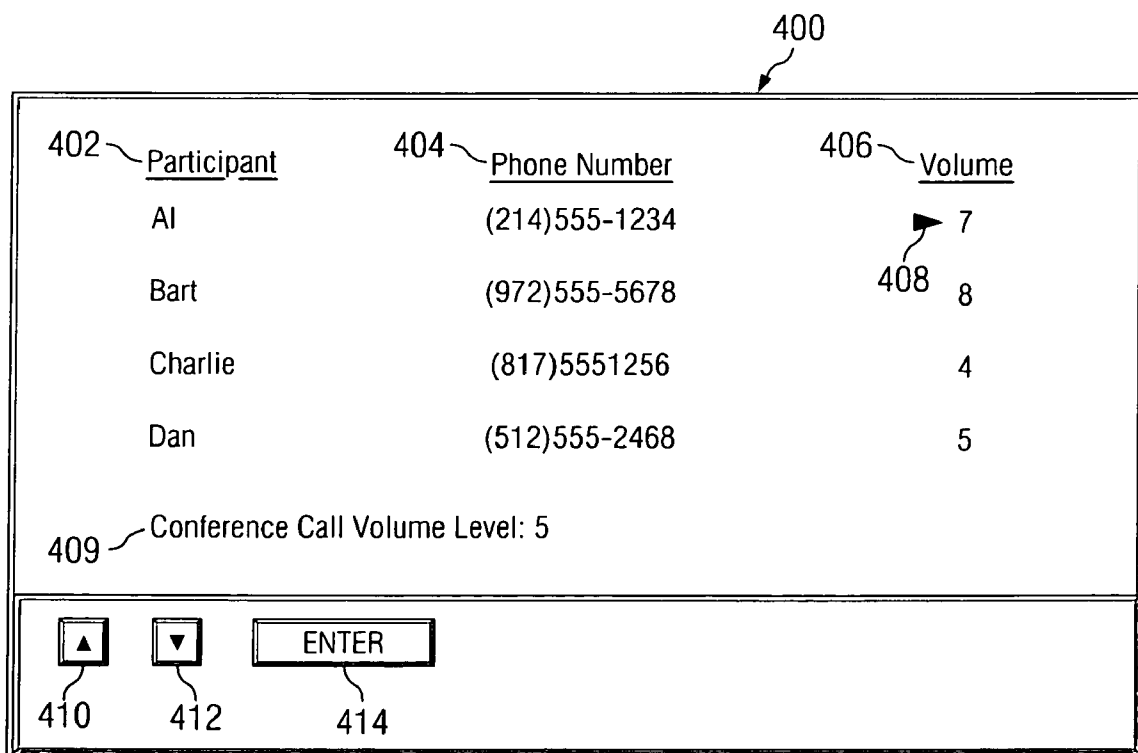 400
402 Participant 404 Phone Number 406 Volume
Al (214)555-1234 7
408
Bart (972)555-5678 8
Charlie (817)5551256 4
Dan (512)555-2468 5
Conference Call Volume Level: 5
409
▲ ▼ ENTER
410 412 414